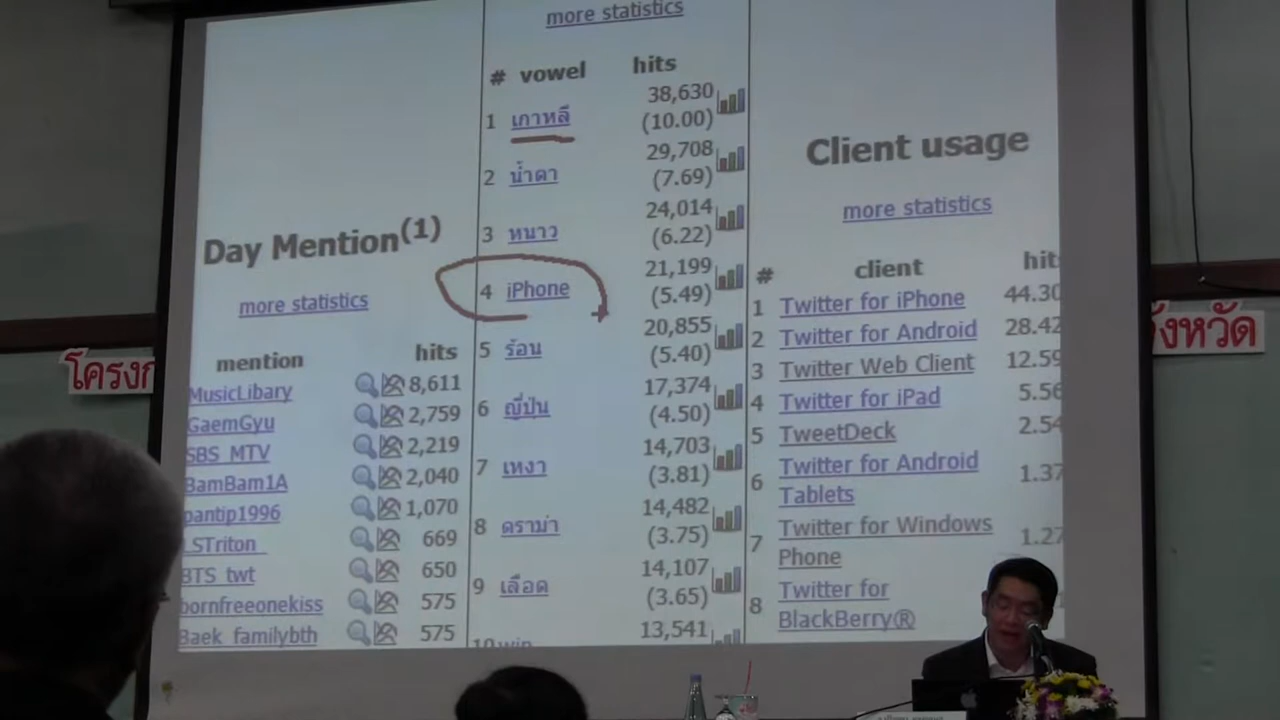 more statistics
# vowel hits
1 เกาหลี 38,630 (10.00)
2 น้ำตา 29,708 (7.69)
3 หนาว 24,014 (6.22)
4 iPhone 21,199 (5.49)
5 ร้อน 20,855 (5.40)
6 ญี่ปุ่น 17,374 (4.50)
7 เหงา 14,703 (3.81)
8 ดราม่า 14,482 (3.75)
9 เลือด 14,107 (3.65)
10 win 13,541
Day Mention(1)
more statistics
mention hits
MusicLibary 8,611
GaemGyu 2,759
SBS_MTV 2,219
BamBam1A 2,040
pantip1996 1,070
LSTriton_ 669
BTS_twt 650
bornfreeonekiss 575
Baek_familybth 575
Client usage
more statistics
# client hit
1 Twitter for iPhone 44.30
2 Twitter for Android 28.42
3 Twitter Web Client 12.59
4 Twitter for iPad 5.56
5 TweetDeck 2.54
6 Twitter for Android Tablets 1.37
7 Twitter for Windows Phone 1.27
8 Twitter for BlackBerry®
โครงก
จังหวัด